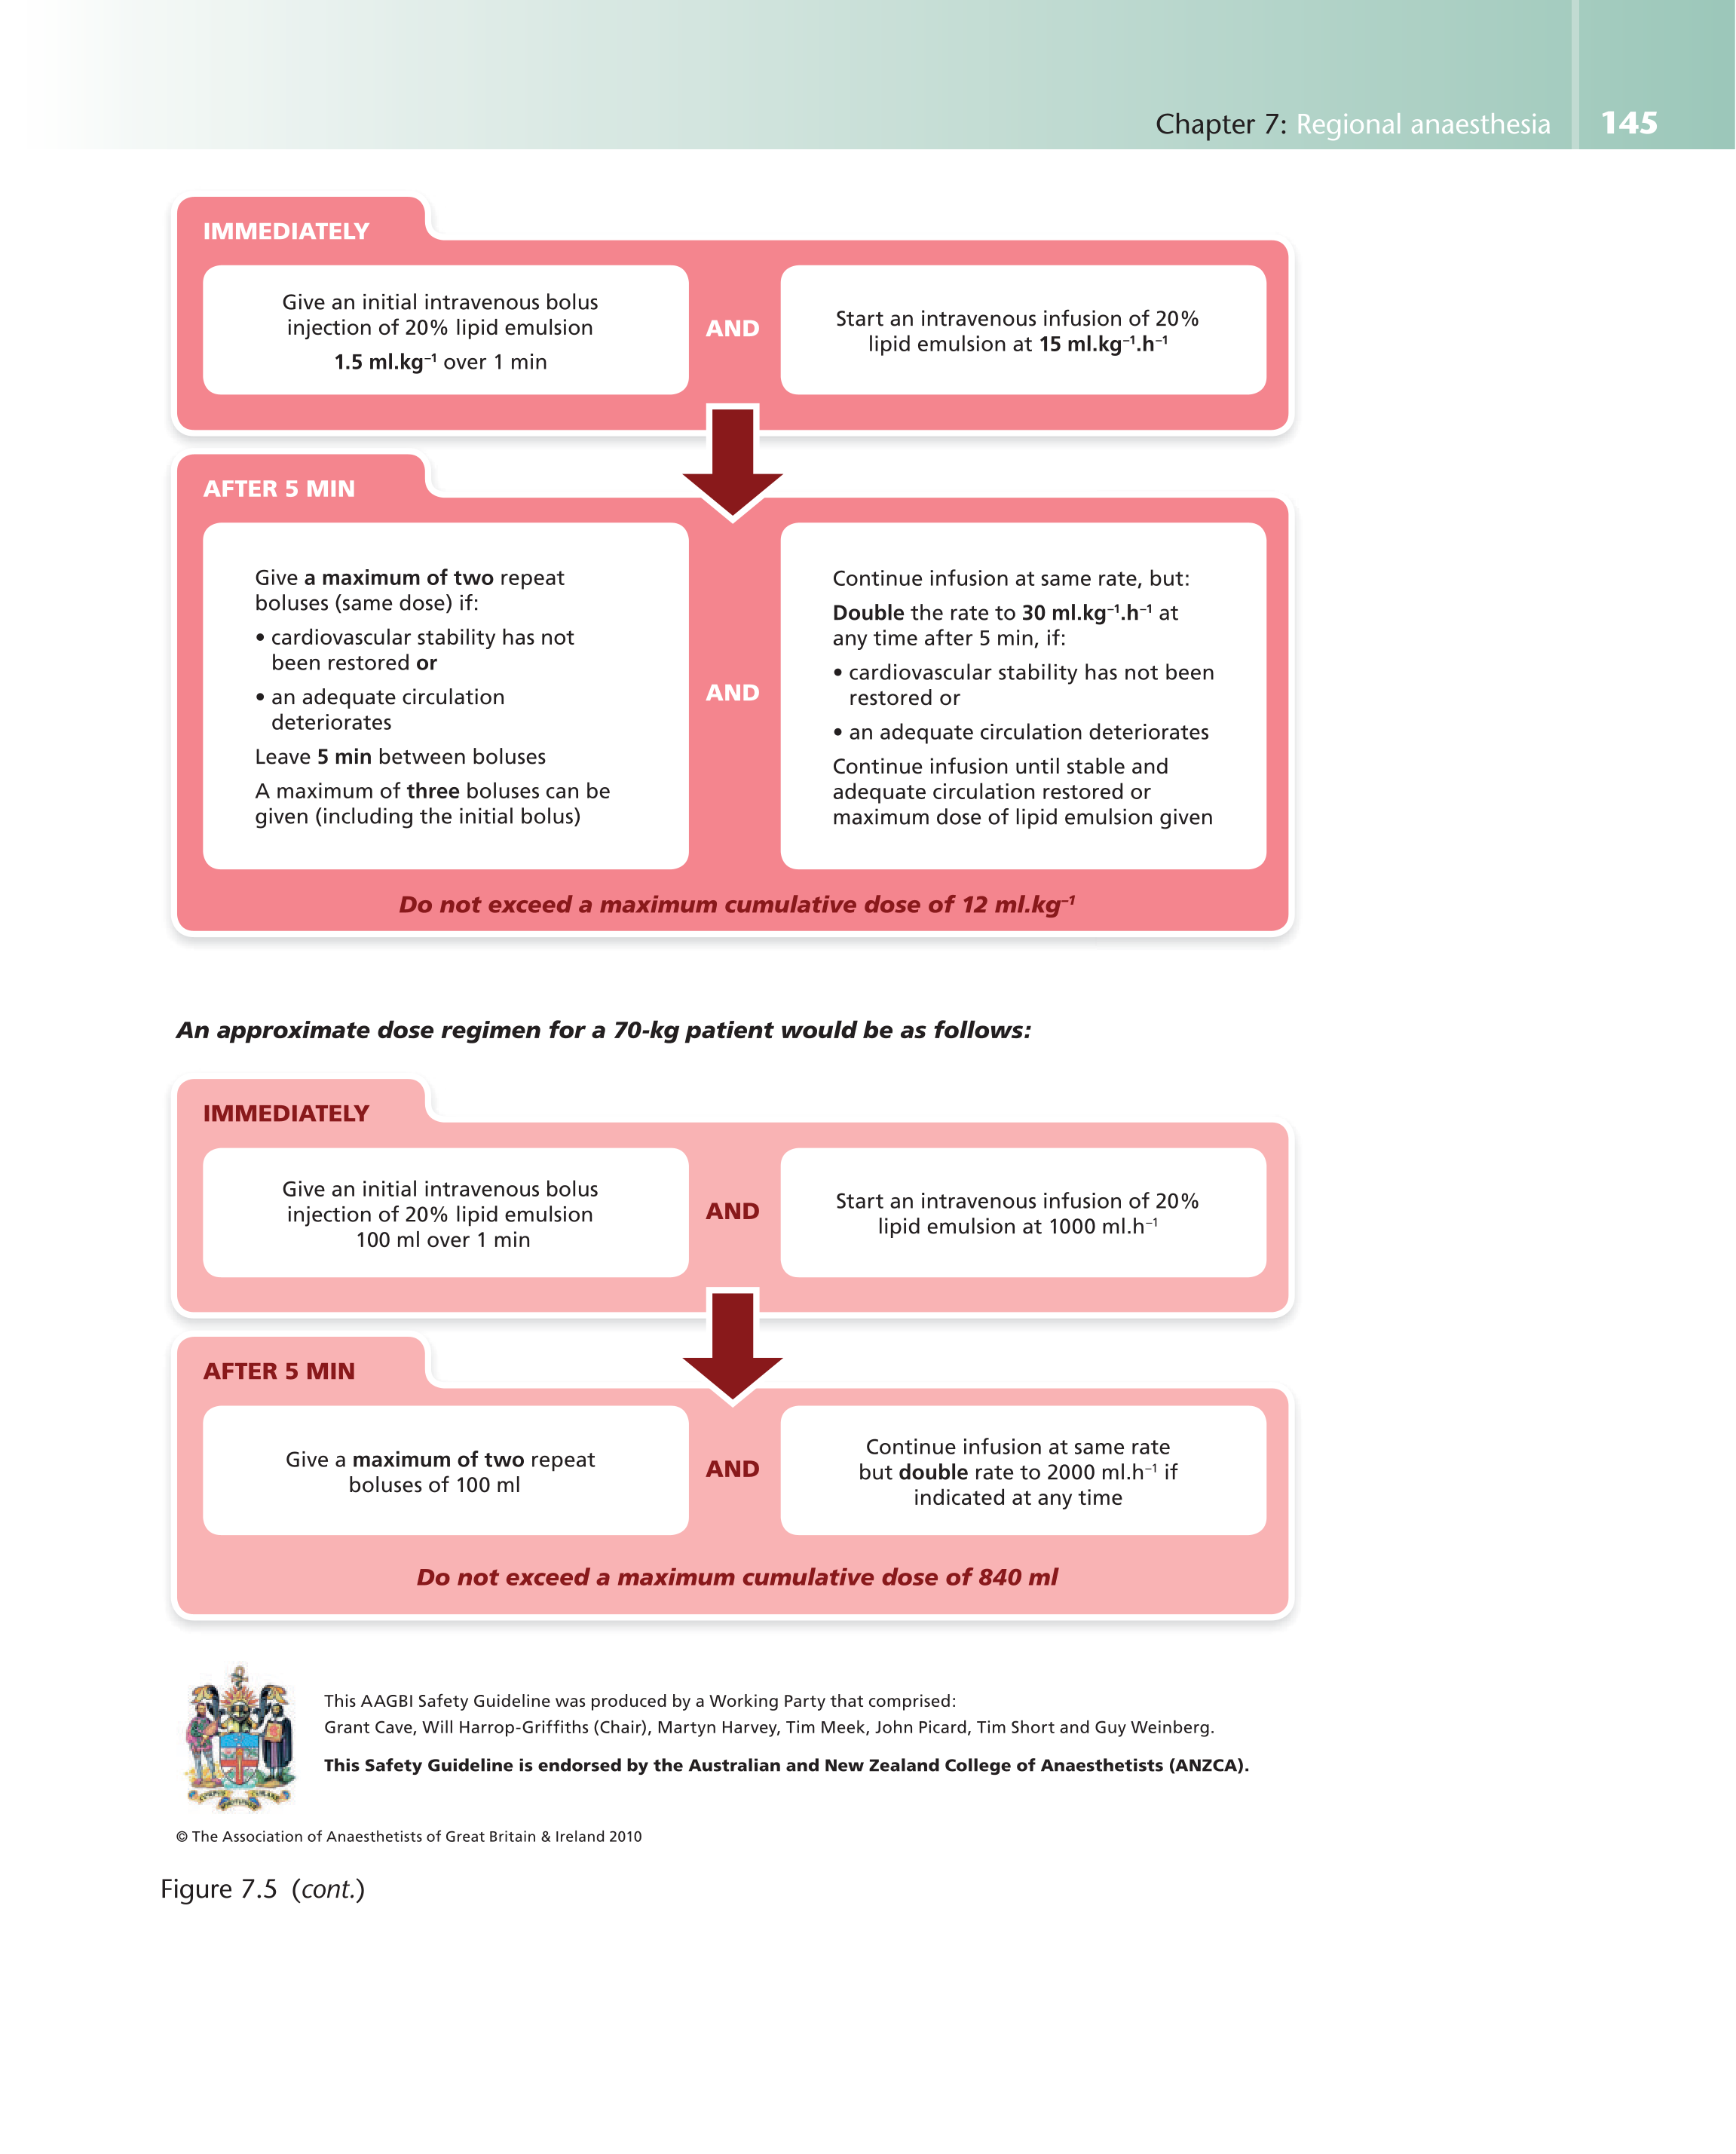 Chapter 7: Regional anaesthesia 145
IMMEDIATELY
Give an initial intravenous bolus
injection of 20% lipid emulsion
1.5 ml.kg⁻¹ over 1 min
AND
Start an intravenous infusion of 20%
lipid emulsion at 15 ml.kg⁻¹.h⁻¹
AFTER 5 MIN
Give a maximum of two repeat
boluses (same dose) if:
• cardiovascular stability has not
been restored or
• an adequate circulation
deteriorates
Leave 5 min between boluses
A maximum of three boluses can be
given (including the initial bolus)
AND
Continue infusion at same rate, but:
Double the rate to 30 ml.kg⁻¹.h⁻¹ at
any time after 5 min, if:
• cardiovascular stability has not been
restored or
• an adequate circulation deteriorates
Continue infusion until stable and
adequate circulation restored or
maximum dose of lipid emulsion given
Do not exceed a maximum cumulative dose of 12 ml.kg⁻¹
An approximate dose regimen for a 70-kg patient would be as follows:
IMMEDIATELY
Give an initial intravenous bolus
injection of 20% lipid emulsion
100 ml over 1 min
AND
Start an intravenous infusion of 20%
lipid emulsion at 1000 ml.h⁻¹
AFTER 5 MIN
Give a maximum of two repeat
boluses of 100 ml
AND
Continue infusion at same rate
but double rate to 2000 ml.h⁻¹ if
indicated at any time
Do not exceed a maximum cumulative dose of 840 ml
This AAGBI Safety Guideline was produced by a Working Party that comprised:
Grant Cave, Will Harrop-Griffiths (Chair), Martyn Harvey, Tim Meek, John Picard, Tim Short and Guy Weinberg.
This Safety Guideline is endorsed by the Australian and New Zealand College of Anaesthetists (ANZCA).
© The Association of Anaesthetists of Great Britain & Ireland 2010
Figure 7.5 (cont.)